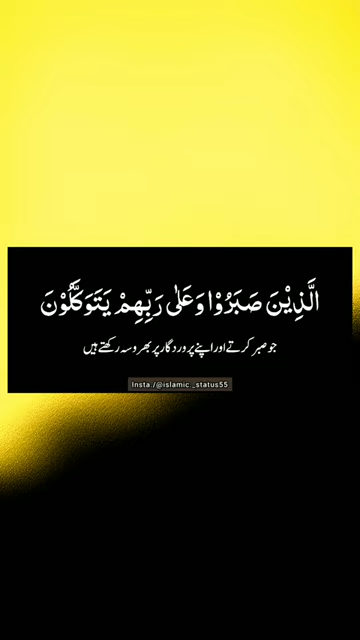 الَّذِيْنَ صَبَرُوْا وَعَلٰى رَبِّهِمْ يَتَوَكَّلُوْنَ
جو صبر کرتے اور اپنے پروردگار پر بھروسہ رکھتے ہیں
Insta./@islamic_status55